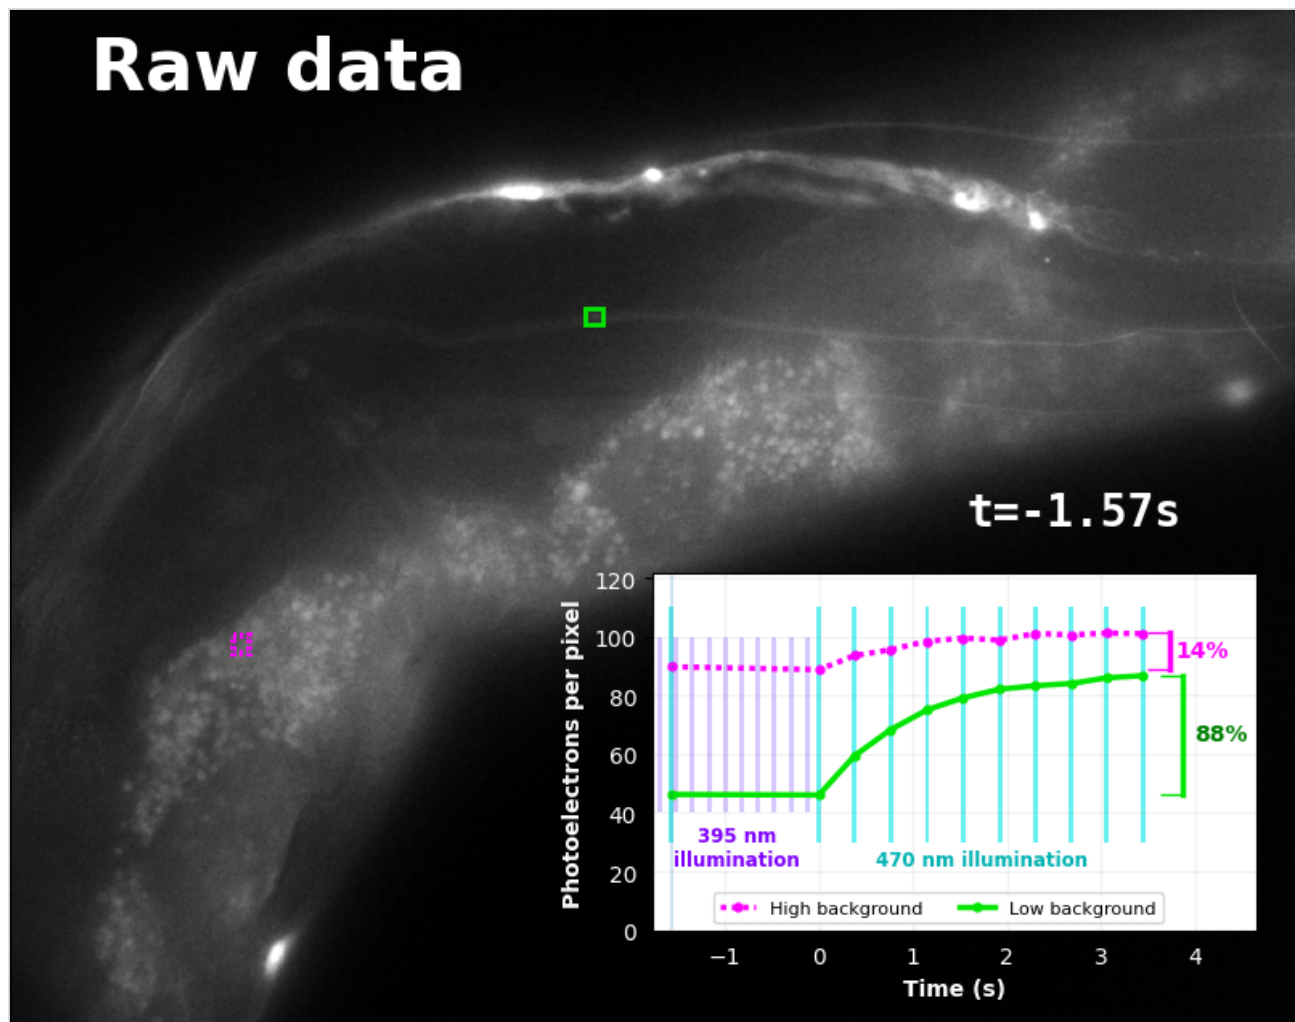 Raw data
t=-1.57s
Photoelectrons per pixel
120
100
80
60
40
20
0
14%
88%
395 nm
illumination
470 nm illumination
High background
Low background
−1
0
1
2
3
4
Time (s)